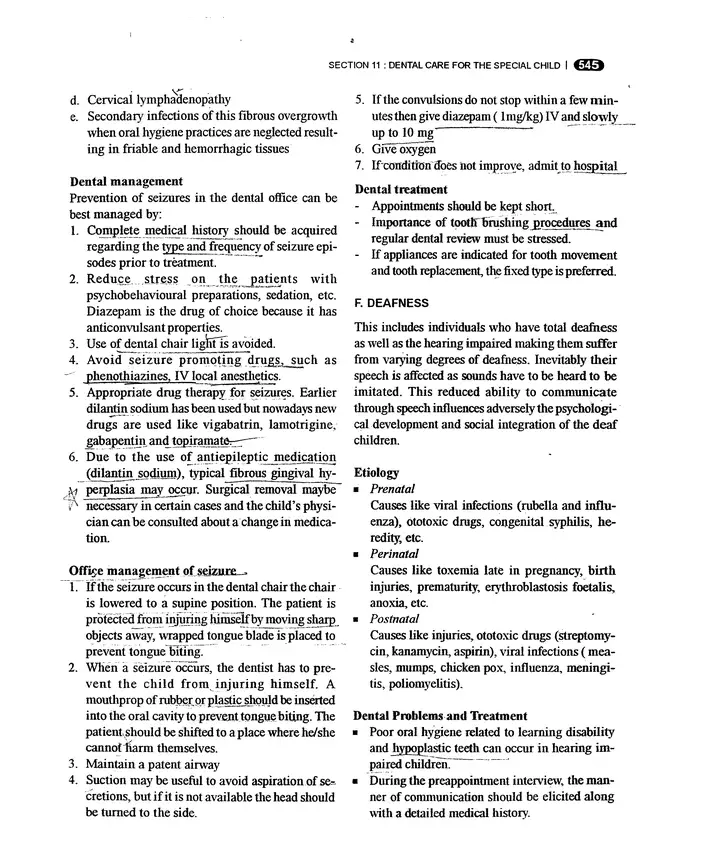 SECTION 11 : DENTAL CARE FOR THE SPECIAL CHILD | 545
d. Cervical lymphadenopathy
e. Secondary infections of this fibrous overgrowth
when oral hygiene practices are neglected result-
ing in friable and hemorrhagic tissues
Dental management
Prevention of seizures in the dental office can be
best managed by:
1. Complete medical history should be acquired
regarding the type and frequency of seizure epi-
sodes prior to treatment.
2. Reduce stress on the patients with
psychobehavioural preparations, sedation, etc.
Diazepam is the drug of choice because it has
anticonvulsant properties.
3. Use of dental chair light is avoided.
4. Avoid seizure promoting drugs, such as
phenothiazines, IV local anesthetics.
5. Appropriate drug therapy for seizures. Earlier
dilantin sodium has been used but nowadays new
drugs are used like vigabatrin, lamotrigine,
gabapentin and topiramate.
6. Due to the use of antiepileptic medication
(dilantin sodium), typical fibrous gingival hy-
perplasia may occur. Surgical removal maybe
necessary in certain cases and the child's physi-
cian can be consulted about a change in medica-
tion.
Office management of seizure
1. If the seizure occurs in the dental chair the chair
is lowered to a supine position. The patient is
protected from injuring himself by moving sharp
objects away, wrapped tongue blade is placed to
prevent tongue biting.
2. When a seizure occurs, the dentist has to pre-
vent the child from injuring himself. A
mouthprop of rubber or plastic should be inserted
into the oral cavity to prevent tongue biting. The
patient should be shifted to a place where he/she
cannot harm themselves.
3. Maintain a patent airway
4. Suction may be useful to avoid aspiration of se-
cretions, but if it is not available the head should
be turned to the side.
5. If the convulsions do not stop within a few min-
utes then give diazepam ( 1mg/kg) IV and slowly
up to 10 mg
6. Give oxygen
7. If condition does not improve, admit to hospital
Dental treatment
- Appointments should be kept short.
- Importance of tooth brushing procedures and
regular dental review must be stressed.
- If appliances are indicated for tooth movement
and tooth replacement, the fixed type is preferred.
F. DEAFNESS
This includes individuals who have total deafness
as well as the hearing impaired making them suffer
from varying degrees of deafness. Inevitably their
speech is affected as sounds have to be heard to be
imitated. This reduced ability to communicate
through speech influences adversely the psychologi-
cal development and social integration of the deaf
children.
Etiology
▪ Prenatal
Causes like viral infections (rubella and influ-
enza), ototoxic drugs, congenital syphilis, he-
redity, etc.
▪ Perinatal
Causes like toxemia late in pregnancy, birth
injuries, prematurity, erythroblastosis foetalis,
anoxia, etc.
▪ Postnatal
Causes like injuries, ototoxic drugs (streptomy-
cin, kanamycin, aspirin), viral infections ( mea-
sles, mumps, chicken pox, influenza, meningi-
tis, poliomyelitis).
Dental Problems and Treatment
▪ Poor oral hygiene related to learning disability
and hypoplastic teeth can occur in hearing im-
paired children.
▪ During the preappointment interview, the man-
ner of communication should be elicited along
with a detailed medical history.